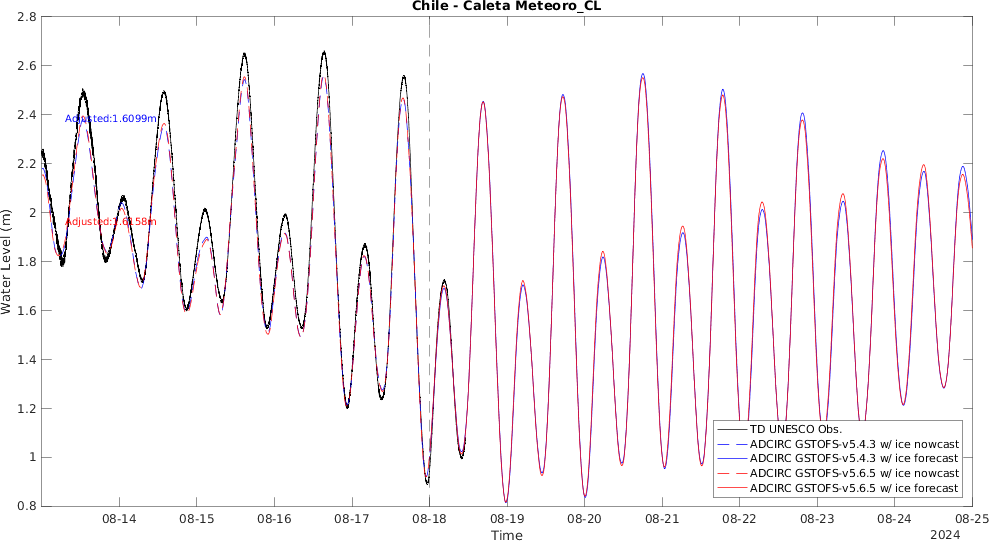 Chile - Caleta Meteoro_CL
Water Level (m)
2.8
2.6
2.4
2.2
2
1.8
1.6
1.4
1.2
1
0.8
Adjusted:1.6099m
TD UNESCO Obs.
ADCIRC GSTOFS-v5.4.3 w/ ice nowcast
ADCIRC GSTOFS-v5.4.3 w/ ice forecast
ADCIRC GSTOFS-v5.6.5 w/ ice nowcast
ADCIRC GSTOFS-v5.6.5 w/ ice forecast
08-14 08-15 08-16 08-17 08-18 08-19 08-20 08-21 08-22 08-23 08-24 08-25
Time
2024